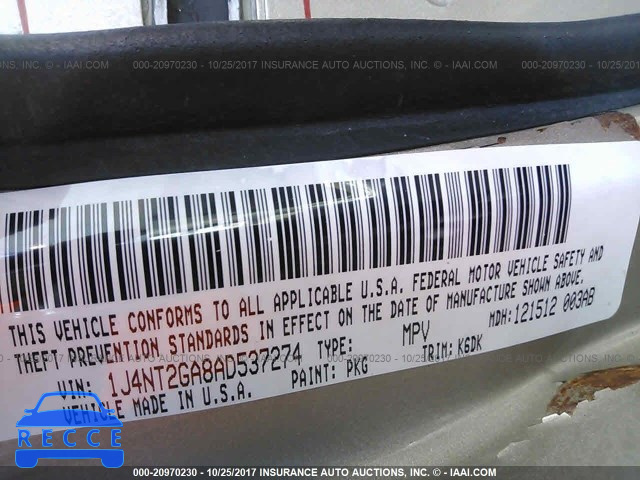 000-20970230 - 10/25/2017 INSURANCE AUTO AUCTIONS, INC. - © - IAAI.COM
THIS VEHICLE CONFORMS TO ALL APPLICABLE U.S.A. FEDERAL MOTOR VEHICLE SAFETY AND
THEFT PREVENTION STANDARDS IN EFFECT ON THE DATE OF MANUFACTURE SHOWN ABOVE.
VIN: 1J4NT2GA8AD537274 TYPE: MPV MDH:121512 003AB
VEHICLE MADE IN U.S.A. PAINT: PKG TRIM: K6DK
RECCE
000-20970230 - 10/25/2017 INSURANCE AUTO AUCTIONS, INC. - © - IAAI.COM